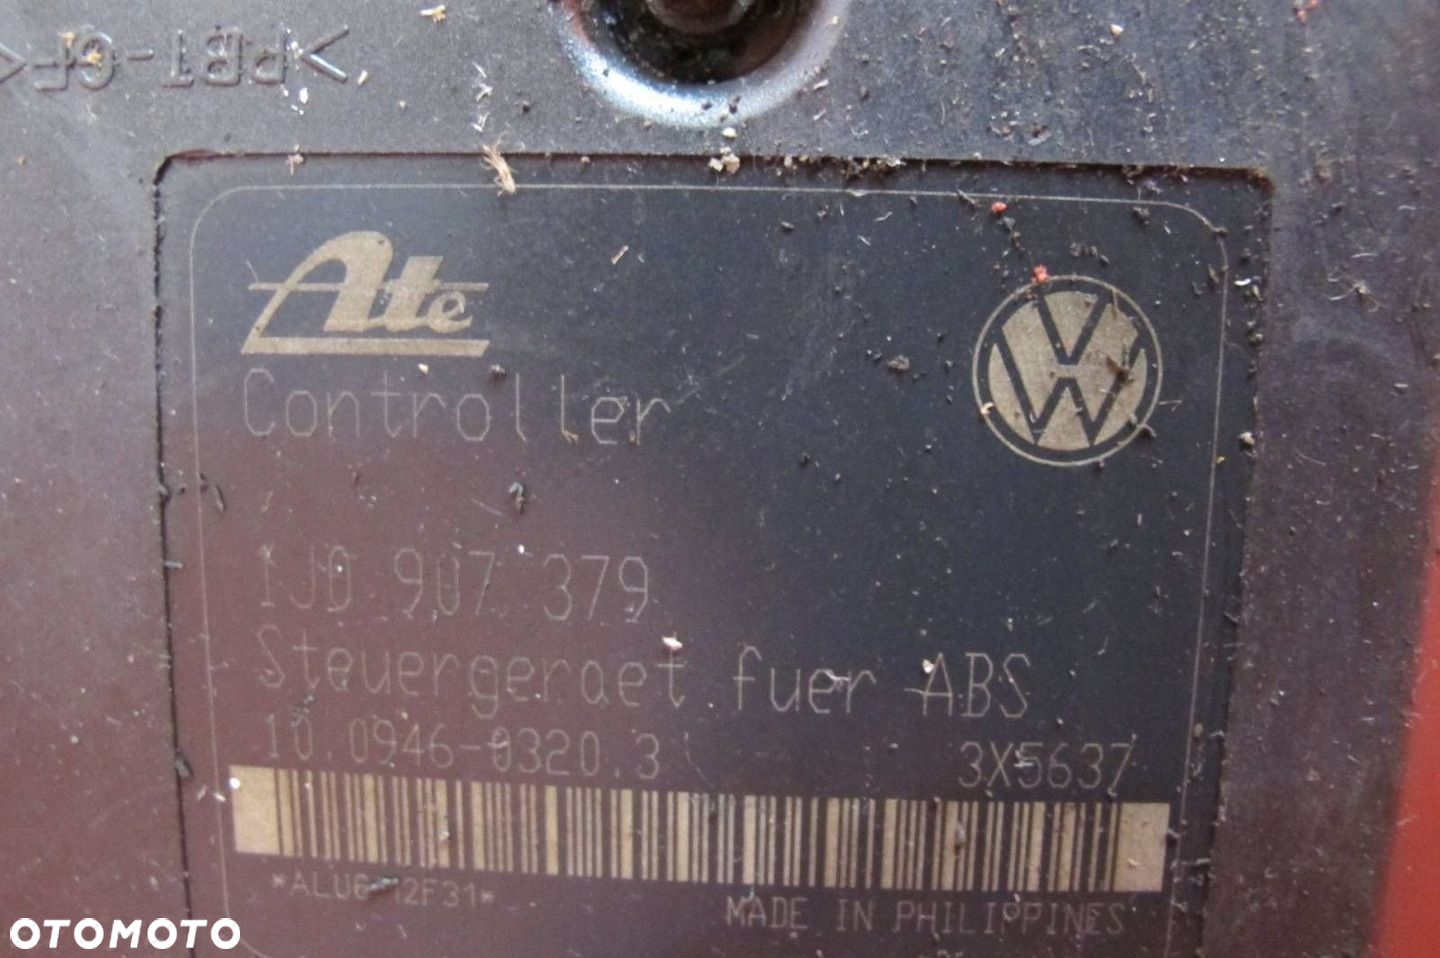 >PBT-GF<
Ate
Controller
1J0 907 379
Steuergeraet fuer ABS
10.0946-0320.3 3X5637
MADE IN PHILIPPINES
OTOMOTO